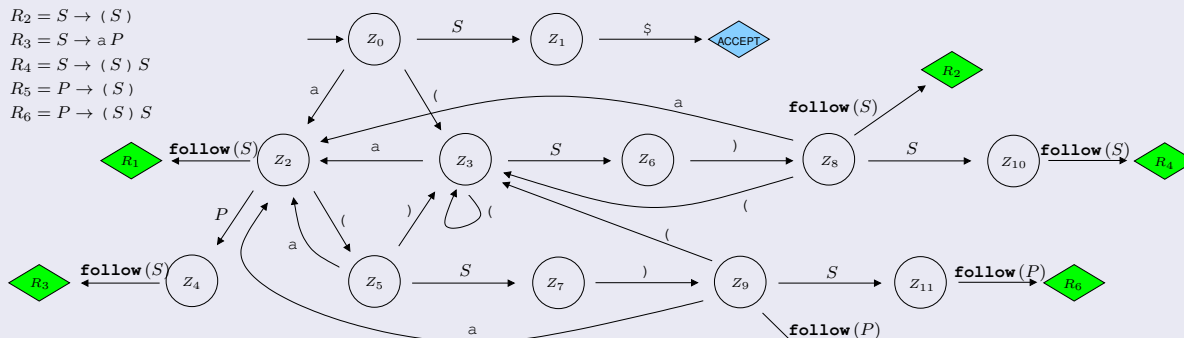 R₂ = S → ( S )
R₃ = S → a P
R₄ = S → ( S ) S
R₅ = P → ( S )
R₆ = P → ( S ) S
Z₀ S Z₁ $ ACCEPT
a (
follow(S) R₂
a
R₁ follow(S) Z₂ a Z₃ S Z₆ ) Z₈ S Z₁₀ follow(S) R₄
P ( ) ( (
a (
R₃ follow(S) Z₄ Z₅ S Z₇ ) Z₉ S Z₁₁ follow(P) R₆
a follow(P)